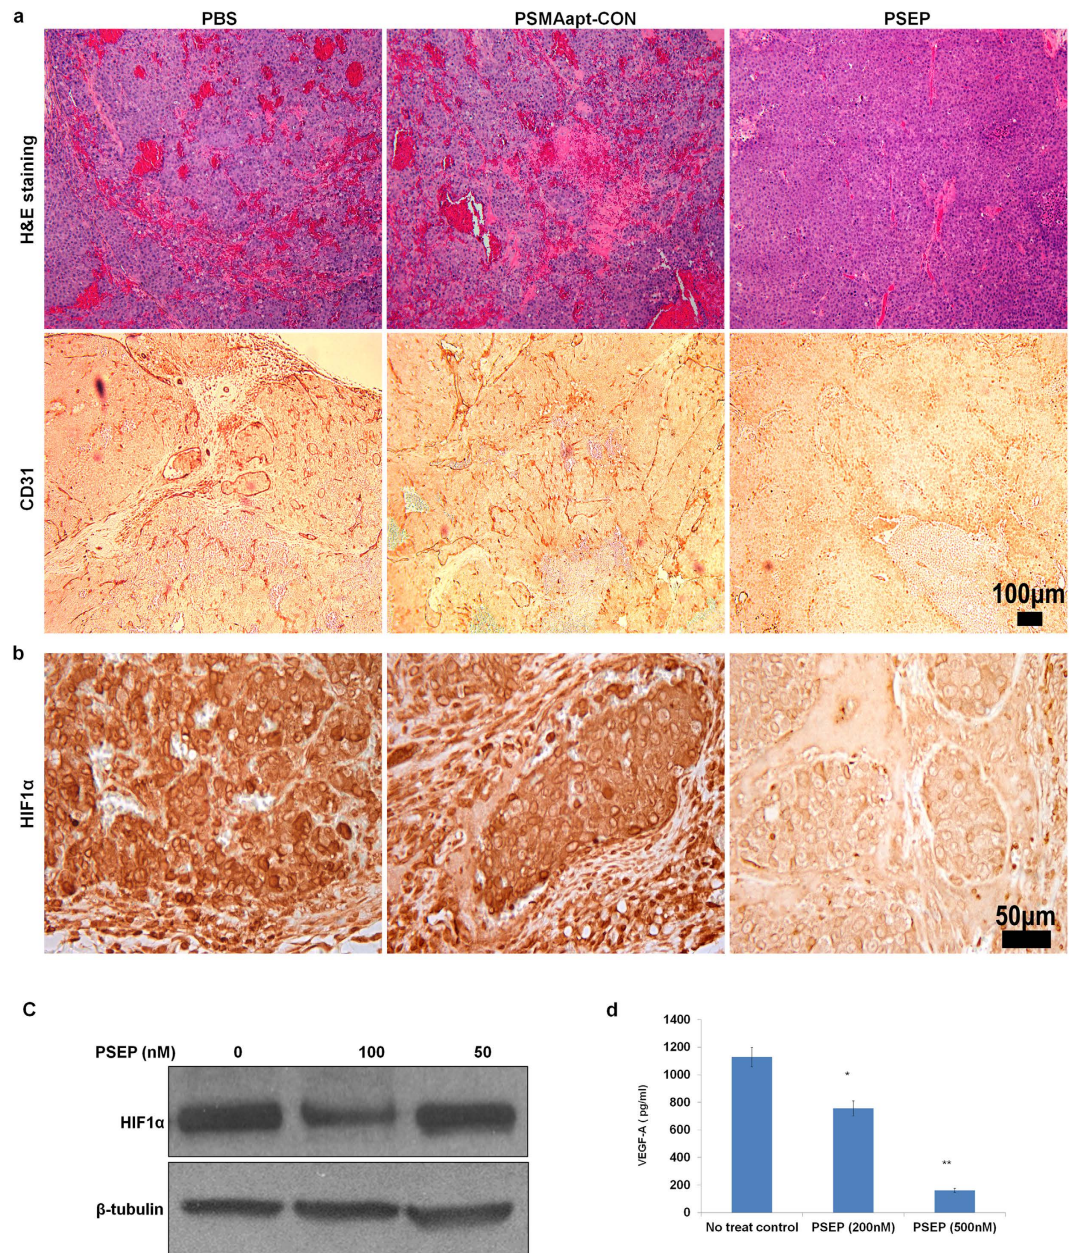 a
PBS
PSMAapt-CON
PSEP
H&E staining
CD31
100μm
b
HIF1α
50μm
C
PSEP (nM)
0
100
50
HIF1α
β-tubulin
d
VEGF-A ( pg/ml)
1400
1200
1000
800
600
400
200
0
*
**
No treat control
PSEP (200nM)
PSEP (500nM)